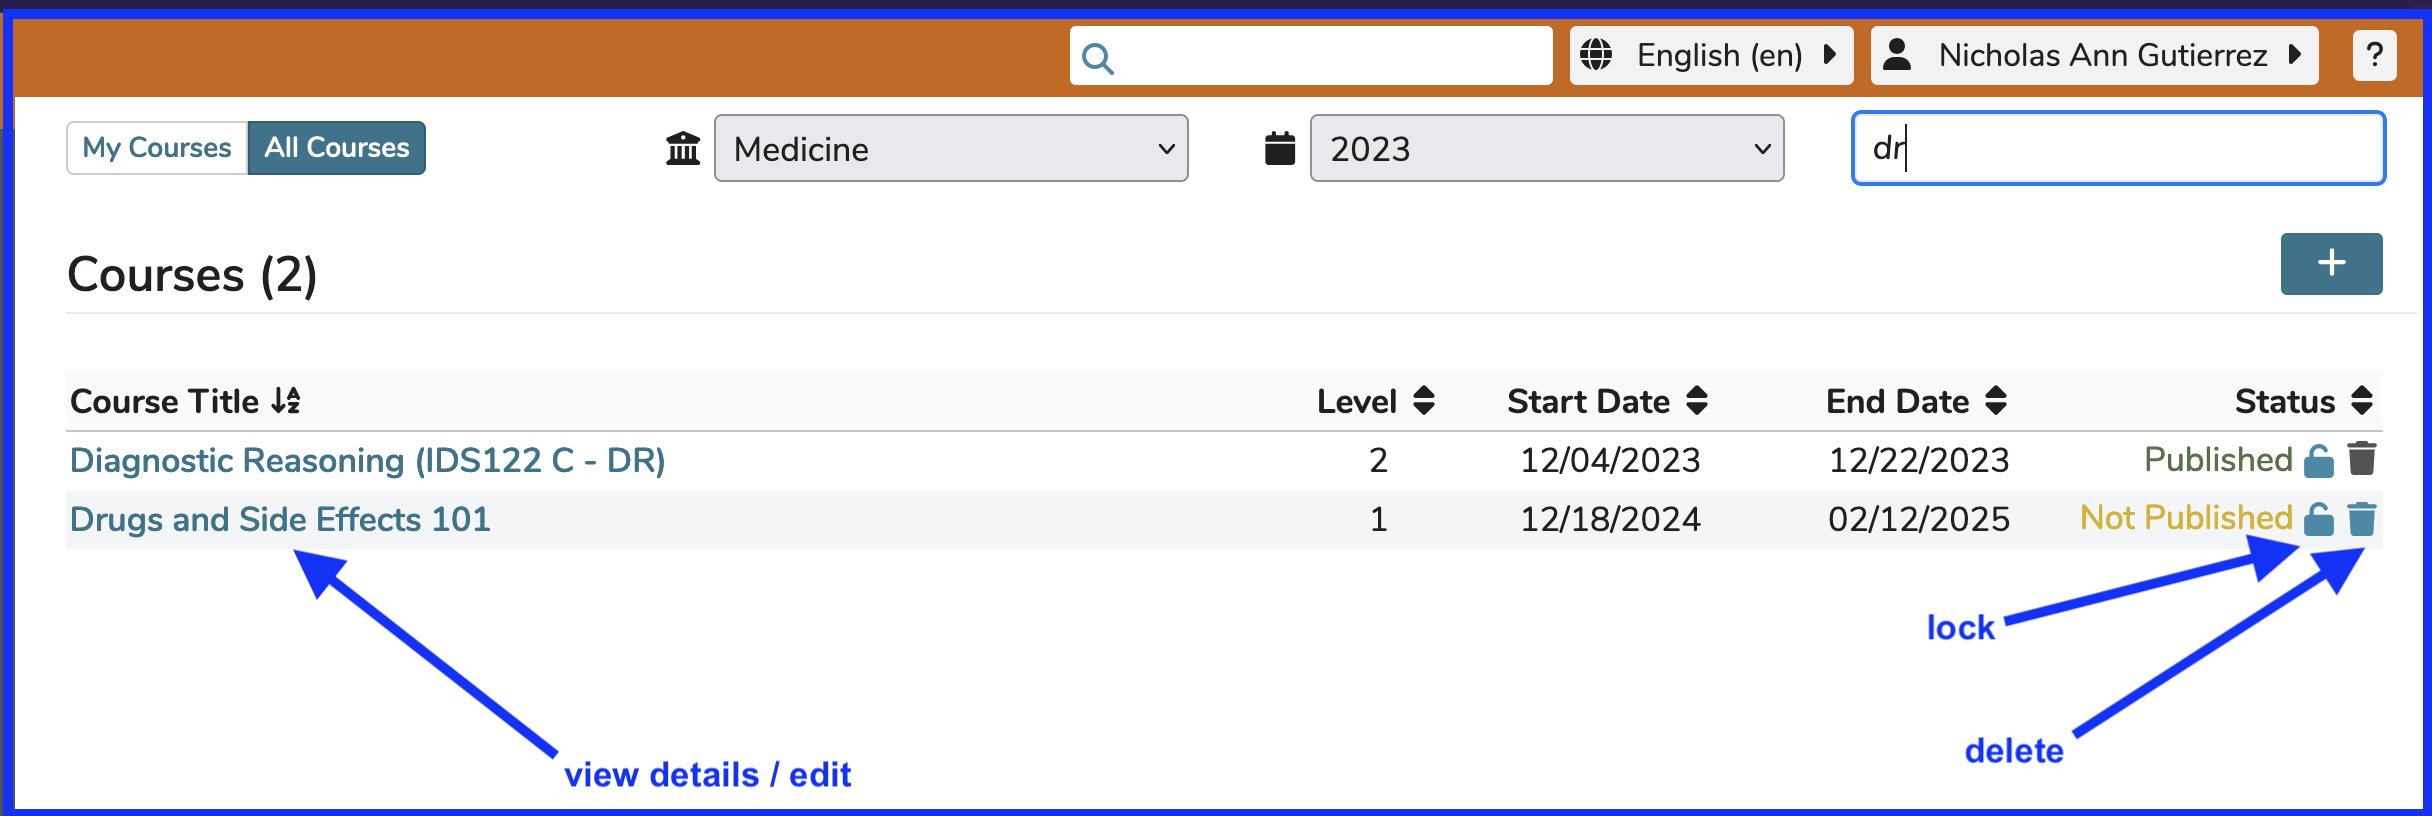 English (en)
Nicholas Ann Gutierrez
?
My Courses
All Courses
Medicine
2023
dr
Courses (2)
+
Course Title
Level
Start Date
End Date
Status
Diagnostic Reasoning (IDS122 C - DR) 2 12/04/2023 12/22/2023 Published
Drugs and Side Effects 101 1 12/18/2024 02/12/2025 Not Published
lock
delete
view details / edit